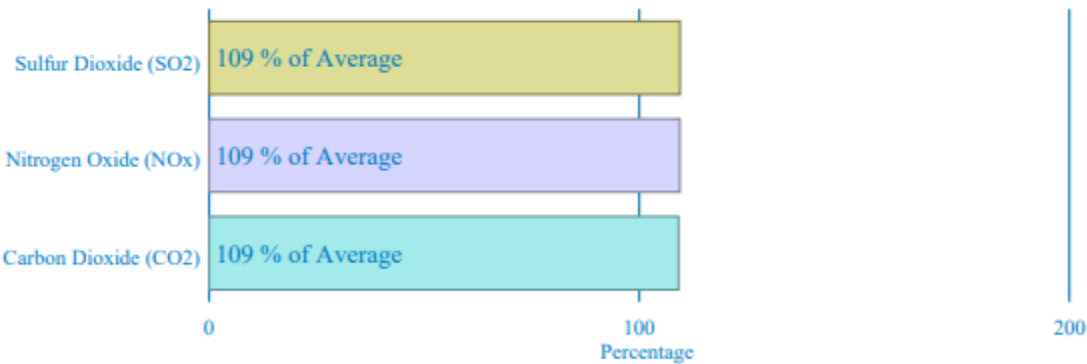 Sulfur Dioxide (SO2) 109 % of Average
Nitrogen Oxide (NOx) 109 % of Average
Carbon Dioxide (CO2) 109 % of Average
0 100 200
Percentage